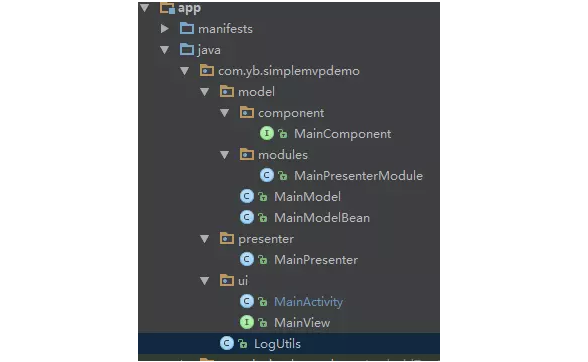 app
manifests
java
com.yb.simplemvpdemo
model
component
I MainComponent
modules
C MainPresenterModule
C MainModel
C MainModelBean
presenter
C MainPresenter
ui
C MainActivity
I MainView
C LogUtils